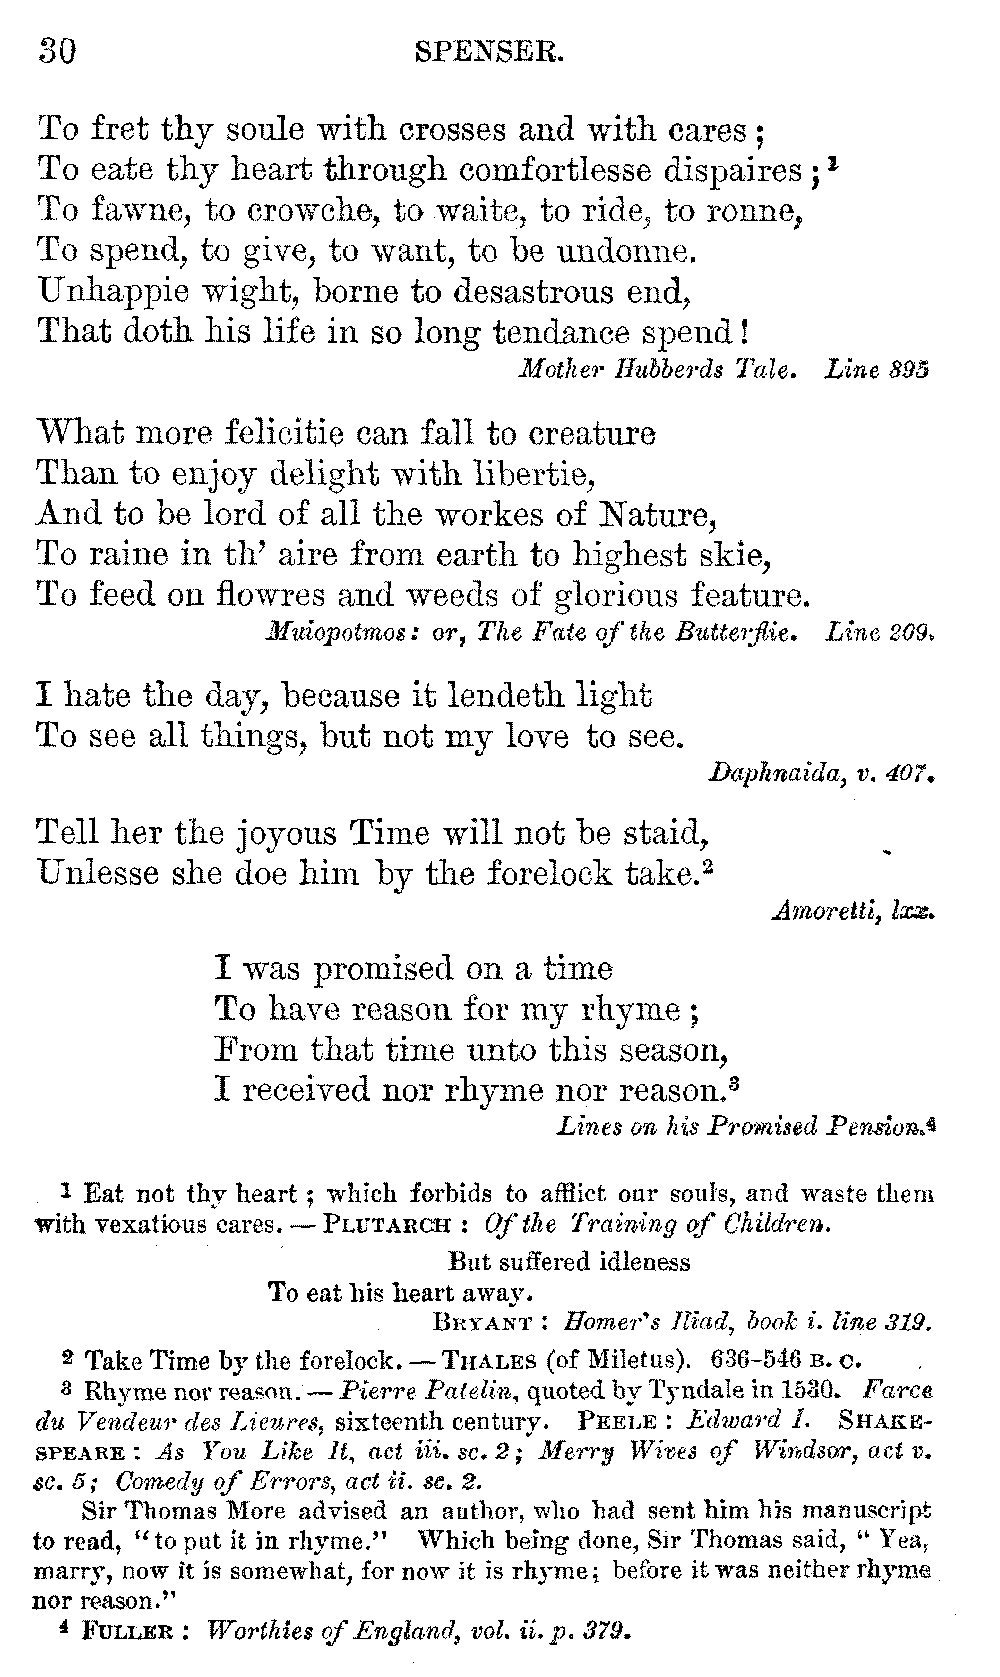 30 SPENSER.
To fret thy soule with crosses and with cares ;
To eate thy heart through comfortlesse dispaires ;¹
To fawne, to crowche, to waite, to ride, to ronne,
To spend, to give, to want, to be undonne.
Unhappie wight, borne to desastrous end,
That doth his life in so long tendance spend !
Mother Hubberds Tale. Line 895
What more felicitie can fall to creature
Than to enjoy delight with libertie,
And to be lord of all the workes of Nature,
To raine in th' aire from earth to highest skie,
To feed on flowres and weeds of glorious feature.
Muiopotmos: or, The Fate of the Butterflie. Line 209.
I hate the day, because it lendeth light
To see all things, but not my love to see.
Daphnaida, v. 407.
Tell her the joyous Time will not be staid,
Unlesse she doe him by the forelock take.²
Amoretti, lxx.
I was promised on a time
To have reason for my rhyme ;
From that time unto this season,
I received nor rhyme nor reason.³
Lines on his Promised Pension.⁴
1 Eat not thy heart ; which forbids to afflict our souls, and waste them
with vexatious cares. — PLUTARCH : Of the Training of Children.
But suffered idleness
To eat his heart away.
BRYANT : Homer's Iliad, book i. line 319.
2 Take Time by the forelock. — THALES (of Miletus). 636-546 B. C.
3 Rhyme nor reason. — Pierre Patelin, quoted by Tyndale in 1530. Farce
du Vendeur des Lieures, sixteenth century. PEELE : Edward I. SHAKE-
SPEARE : As You Like It, act iii. sc. 2 ; Merry Wives of Windsor, act v.
sc. 5 ; Comedy of Errors, act ii. sc. 2.
Sir Thomas More advised an author, who had sent him his manuscript
to read, "to put it in rhyme." Which being done, Sir Thomas said, "Yea,
marry, now it is somewhat, for now it is rhyme; before it was neither rhyme
nor reason."
4 FULLER : Worthies of England, vol. ii. p. 379.